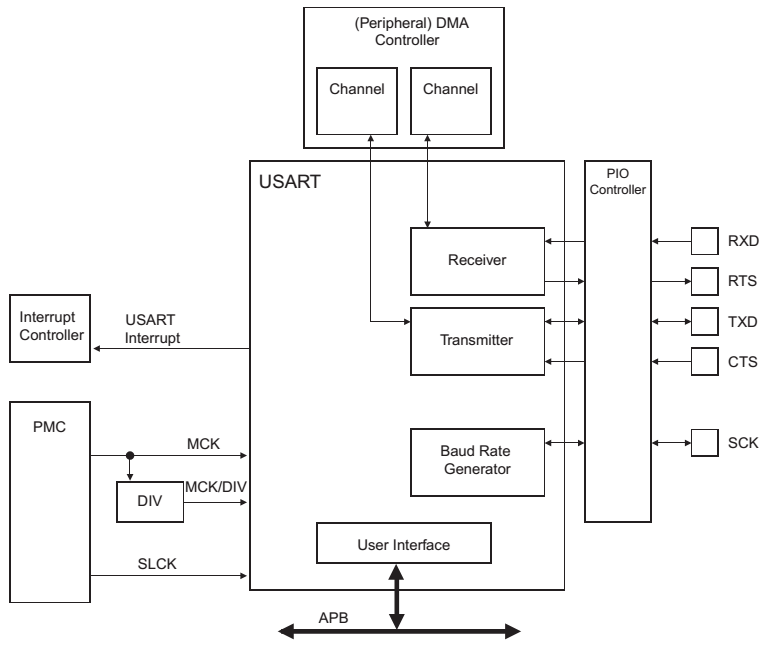 (Peripheral) DMA
Controller
Channel
Channel
USART
PIO
Controller
Receiver
RXD
RTS
Interrupt
Controller
USART
Interrupt
Transmitter
TXD
CTS
PMC
MCK
DIV
MCK/DIV
Baud Rate
Generator
SCK
User Interface
SLCK
APB